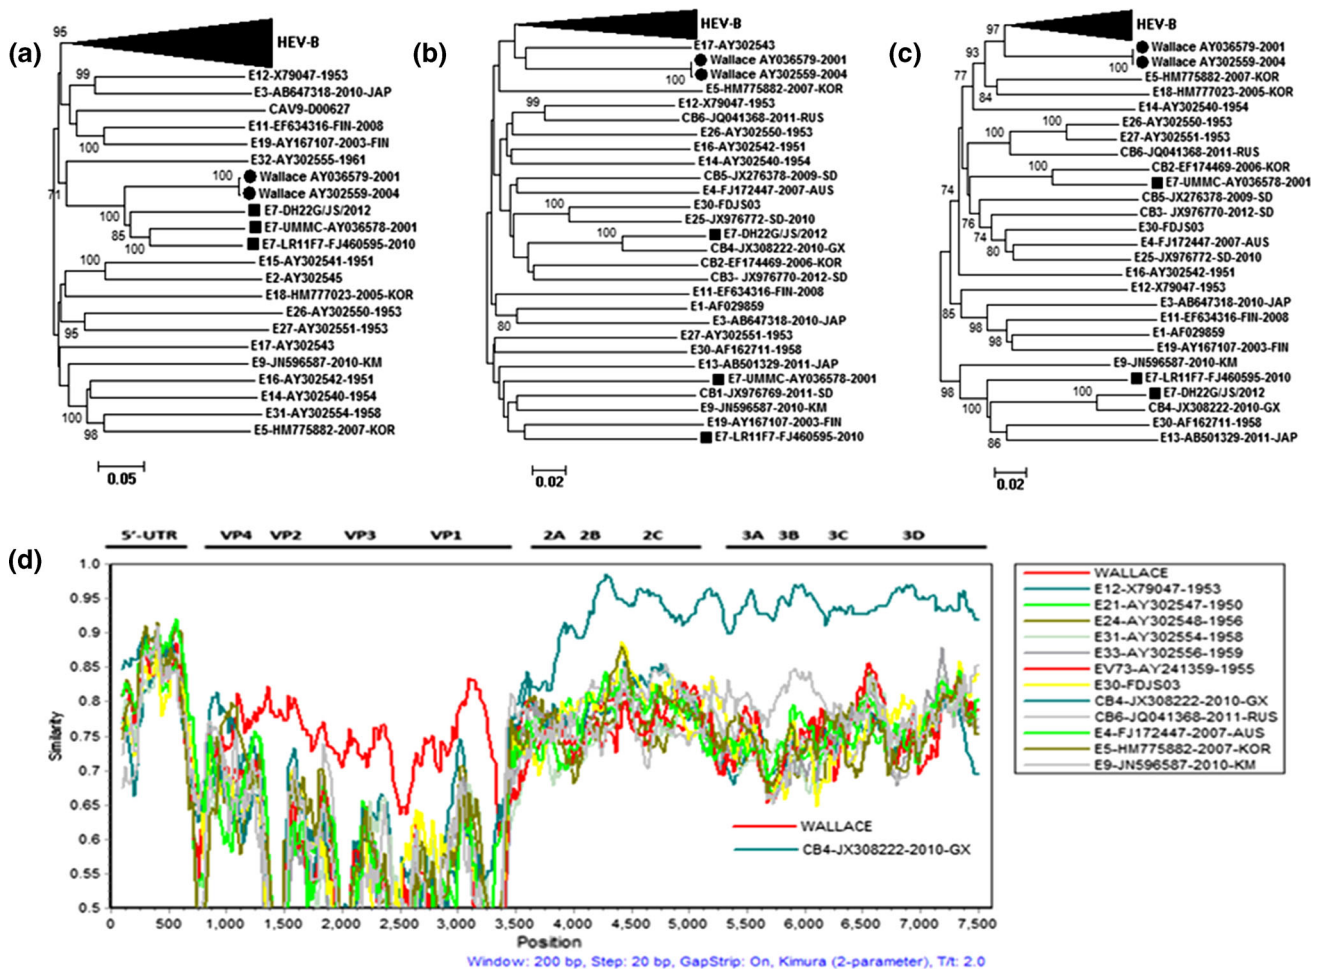 (a)
95
HEV-B
99
E12-X79047-1953
E3-AB647318-2010-JAP
CAV9-D00627
E11-EF634316-FIN-2008
100
E19-AY167107-2003-FIN
E32-AY302555-1961
71
100
Wallace AY036579-2001
Wallace AY302559-2004
100
E7-DH22G/JS/2012
85
E7-UMMC-AY036578-2001
100
E7-LR11F7-FJ460595-2010
100
E15-AY302541-1951
E2-AY302545
E18-HM777023-2005-KOR
E26-AY302550-1953
95
E27-AY302551-1953
E17-AY302543
E9-JN596587-2010-KM
E16-AY302542-1951
E14-AY302540-1954
100
E31-AY302554-1958
98
E5-HM775882-2007-KOR
0.05
(b)
HEV-B
E17-AY302543
Wallace AY036579-2001
100
Wallace AY302559-2004
E5-HM775882-2007-KOR
99
E12-X79047-1953
CB6-JQ041368-2011-RUS
E26-AY302550-1953
E16-AY302542-1951
E14-AY302540-1954
CB5-JX276378-2009-SD
E4-FJ172447-2007-AUS
E30-FDJS03
100
E25-JX976772-SD-2010
100
E7-DH22G/JS/2012
CB4-JX308222-2010-GX
CB2-EF174469-2006-KOR
CB3- JX976770-2012-SD
E11-EF634316-FIN-2008
E1-AF029859
80
E3-AB647318-2010-JAP
E27-AY302551-1953
E30-AF162711-1958
E13-AB501329-2011-JAP
E7-UMMC-AY036578-2001
CB1-JX976769-2011-SD
E9-JN596587-2010-KM
E19-AY167107-2003-FIN
E7-LR11F7-FJ460595-2010
0.02
(c)
97
HEV-B
93
Wallace AY036579-2001
100
Wallace AY302559-2004
77
E5-HM775882-2007-KOR
84
E18-HM777023-2005-KOR
E14-AY302540-1954
100
E26-AY302550-1953
100
E27-AY302551-1953
CB6-JQ041368-2011-RUS
100
CB2-EF174469-2006-KOR
E7-UMMC-AY036578-2001
74
CB5-JX276378-2009-SD
CB3- JX976770-2012-SD
76
E30-FDJS03
74
E4-FJ172447-2007-AUS
80
E25-JX976772-SD-2010
E16-AY302542-1951
E12-X79047-1953
85
E3-AB647318-2010-JAP
E11-EF634316-FIN-2008
98
E1-AF029859
98
E19-AY167107-2003-FIN
E9-JN596587-2010-KM
E7-LR11F7-FJ460595-2010
98
100
E7-DH22G/JS/2012
100
CB4-JX308222-2010-GX
E30-AF162711-1958
86
E13-AB501329-2011-JAP
0.02
(d)
5'-UTR VP4 VP2 VP3 VP1 2A 2B 2C 3A 3B 3C 3D
1.0
0.95
0.9
0.85
0.8
0.75
0.7
0.65
0.6
0.55
0.5
Similarity
0 500 1,000 1,500 2,000 2,500 3,000 3,500 4,000 4,500 5,000 5,500 6,000 6,500 7,000 7,500
Position
WALLACE
CB4-JX308222-2010-GX
WALLACE
E12-X79047-1953
E21-AY302547-1950
E24-AY302548-1956
E31-AY302554-1958
E33-AY302556-1959
EV73-AY241359-1955
E30-FDJS03
CB4-JX308222-2010-GX
CB6-JQ041368-2011-RUS
E4-FJ172447-2007-AUS
E5-HM775882-2007-KOR
E9-JN596587-2010-KM
Window: 200 bp, Step: 20 bp, GapStrip: On, Kimura (2-parameter), T/t: 2.0